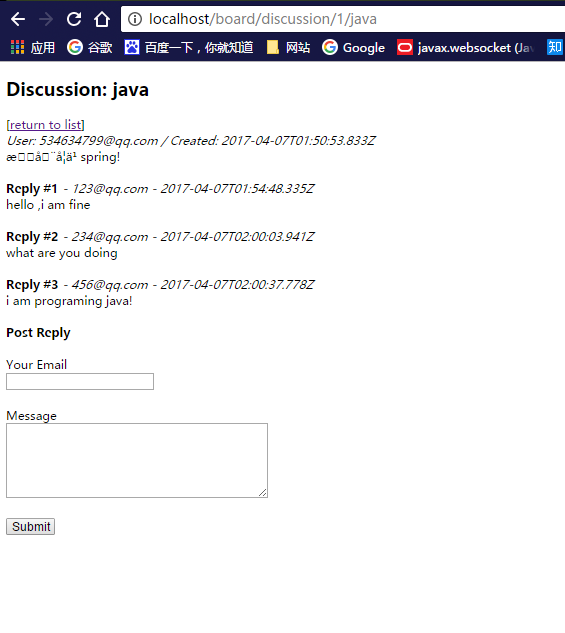 localhost/board/discussion/1/java
应用 谷歌 百度一下，你就知道 网站 Google javax.websocket (Jav 知
Discussion: java
[return to list]
User: 534634799@qq.com / Created: 2017-04-07T01:50:53.833Z
æ□□å□¨å¦ä¹ spring!
Reply #1 - 123@qq.com - 2017-04-07T01:54:48.335Z
hello ,i am fine
Reply #2 - 234@qq.com - 2017-04-07T02:00:03.941Z
what are you doing
Reply #3 - 456@qq.com - 2017-04-07T02:00:37.778Z
i am programing java!
Post Reply
Your Email
Message
Submit